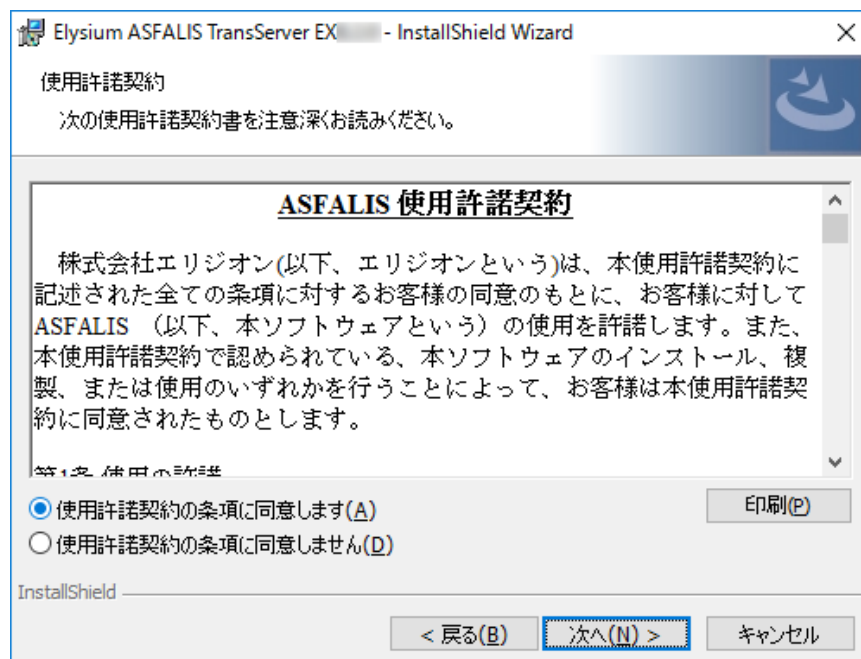 Elysium ASFALIS TransServer EX - InstallShield Wizard
使用許諾契約
次の使用許諾契約書を注意深くお読みください。
ASFALIS 使用許諾契約
株式会社エリジオン(以下、エリジオンという)は、本使用許諾契約に
記述された全ての条項に対するお客様の同意のもとに、お客様に対して
ASFALIS （以下、本ソフトウェアという）の使用を許諾します。また、
本使用許諾契約で認められている、本ソフトウェアのインストール、複
製、または使用のいずれかを行うことによって、お客様は本使用許諾契
約に同意されたものとします。
第1条 使用の許諾
使用許諾契約の条項に同意します(A)
印刷(P)
使用許諾契約の条項に同意しません(D)
InstallShield
< 戻る(B)
次へ(N) >
キャンセル